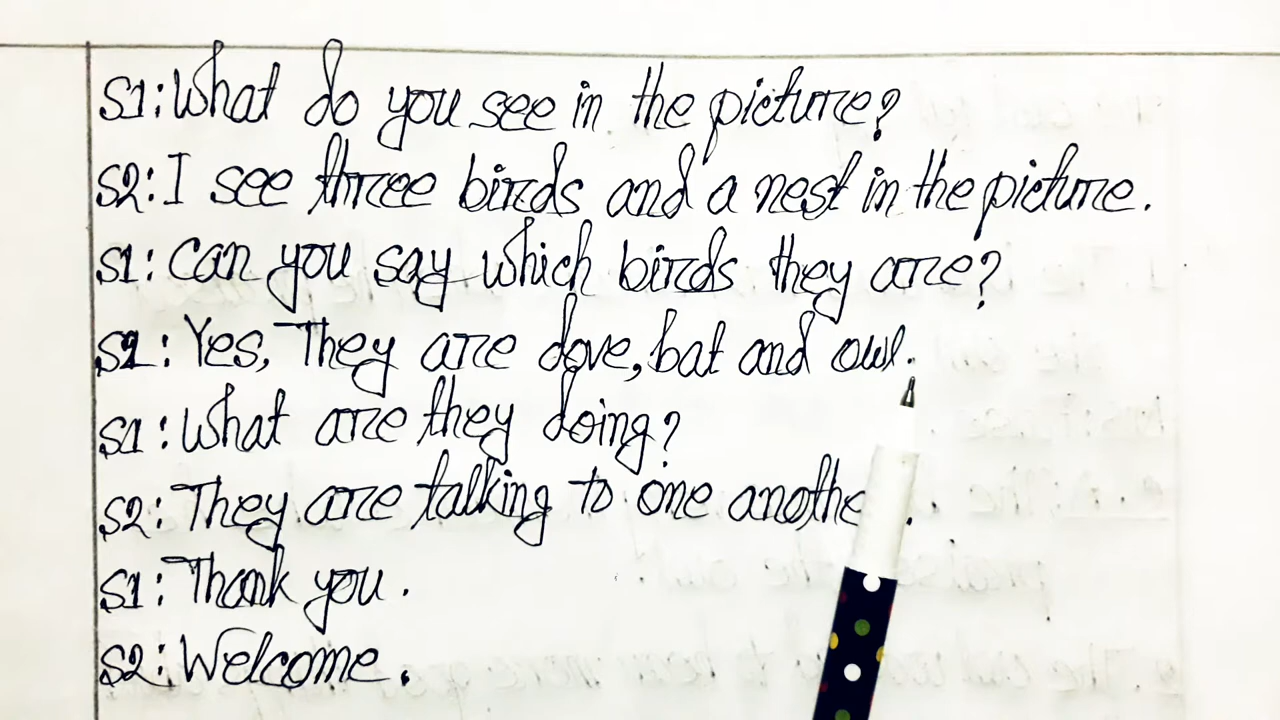 S1: What do you see in the picture?
S2: I see three birds and a nest in the picture.
S1: Can you say which birds they are?
S2: Yes, They are dove, bat and owl.
S1: What are they doing?
S2: They are talking to one anothe .
S1: Thank you.
S2: Welcome.